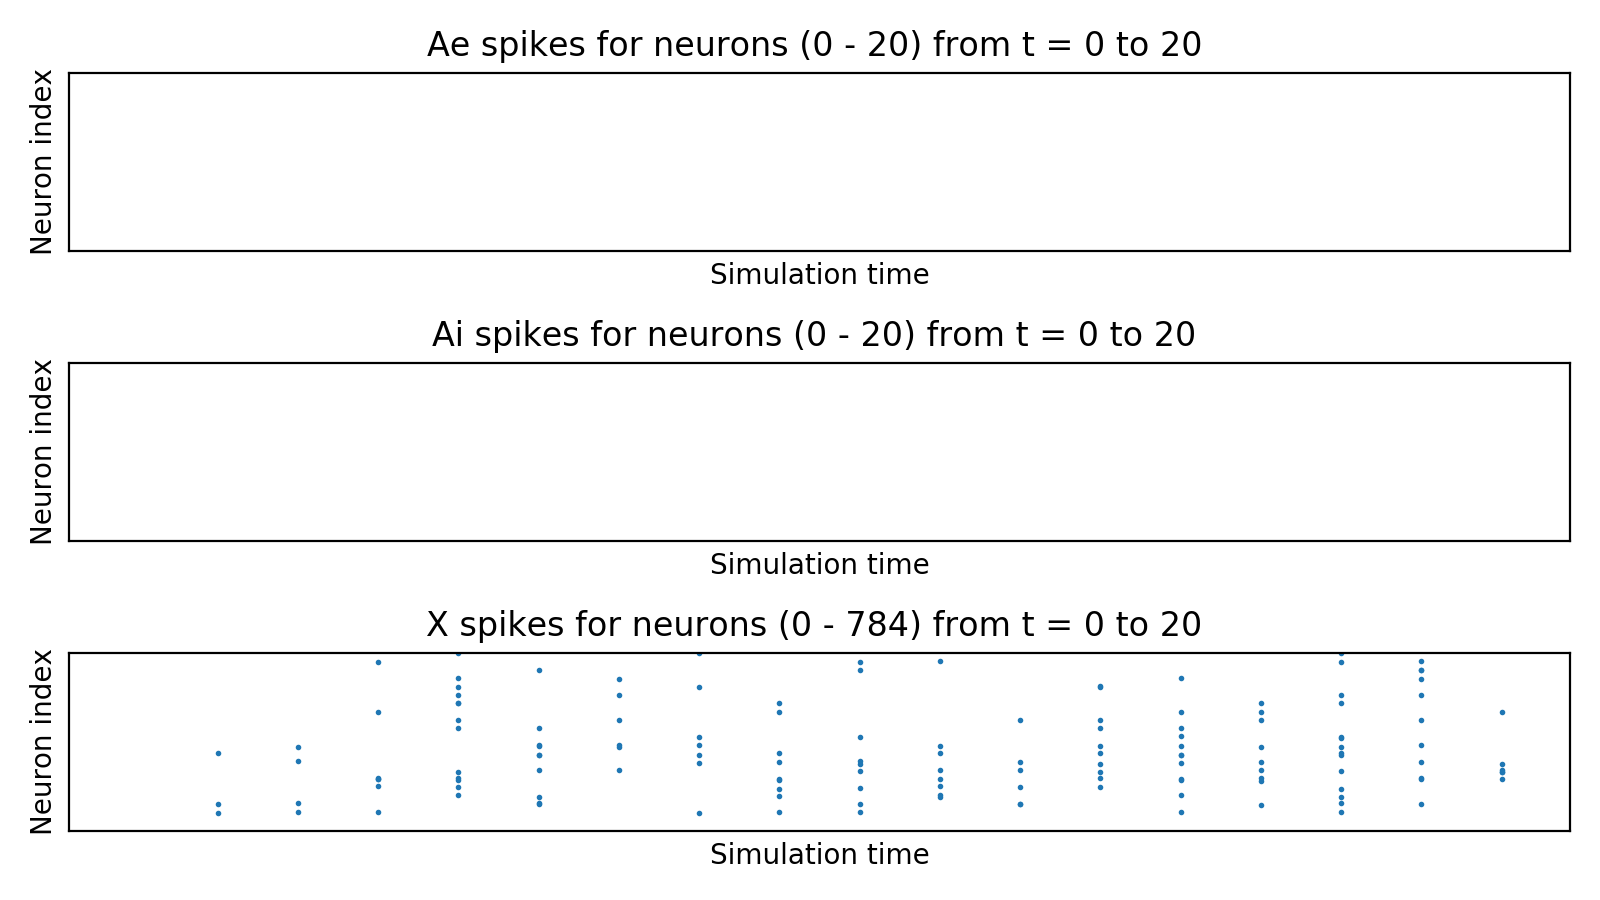 Ae spikes for neurons (0 - 20) from t = 0 to 20
Neuron index
Simulation time
Ai spikes for neurons (0 - 20) from t = 0 to 20
Neuron index
Simulation time
X spikes for neurons (0 - 784) from t = 0 to 20
Neuron index
Simulation time